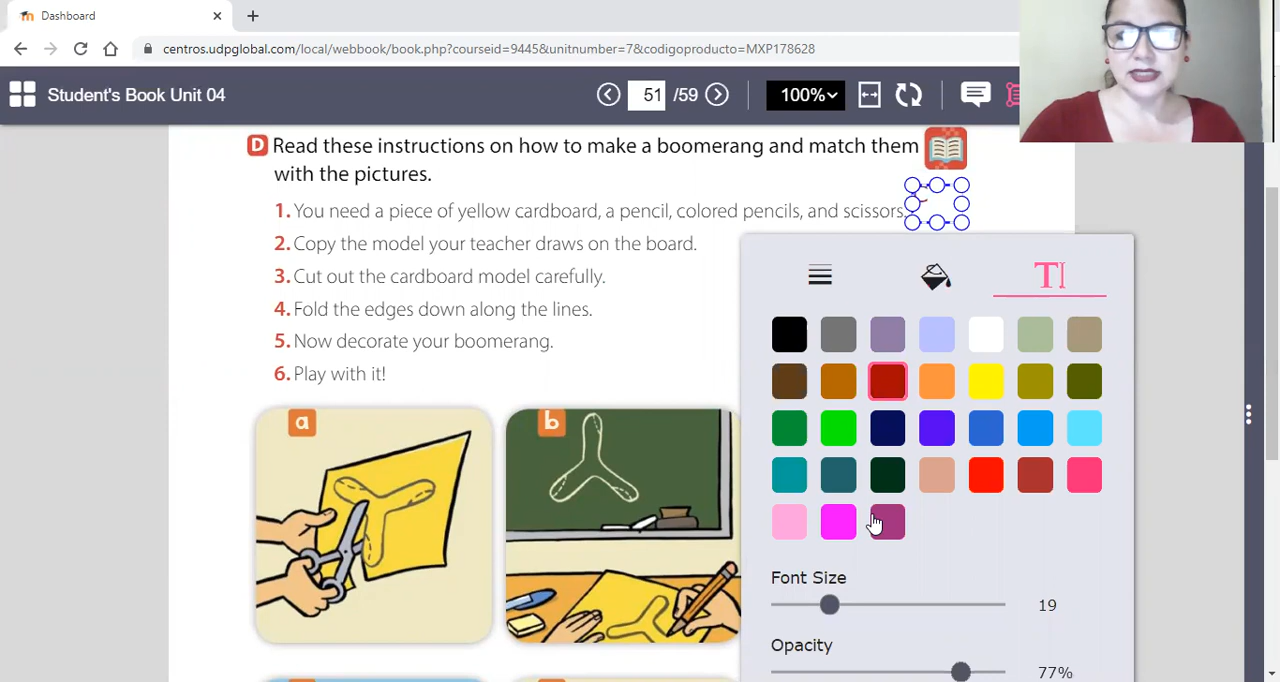 Dashboard
centros.udpglobal.com/local/webbook/book.php?courseid=9445&unitnumber=7&codigoproducto=MXP178628
Student's Book Unit 04
51 /59
100%
D Read these instructions on how to make a boomerang and match them
with the pictures.
1. You need a piece of yellow cardboard, a pencil, colored pencils, and scissors.
2. Copy the model your teacher draws on the board.
3. Cut out the cardboard model carefully.
4. Fold the edges down along the lines.
5. Now decorate your boomerang.
6. Play with it!
a
b
T
Font Size
19
Opacity
77%